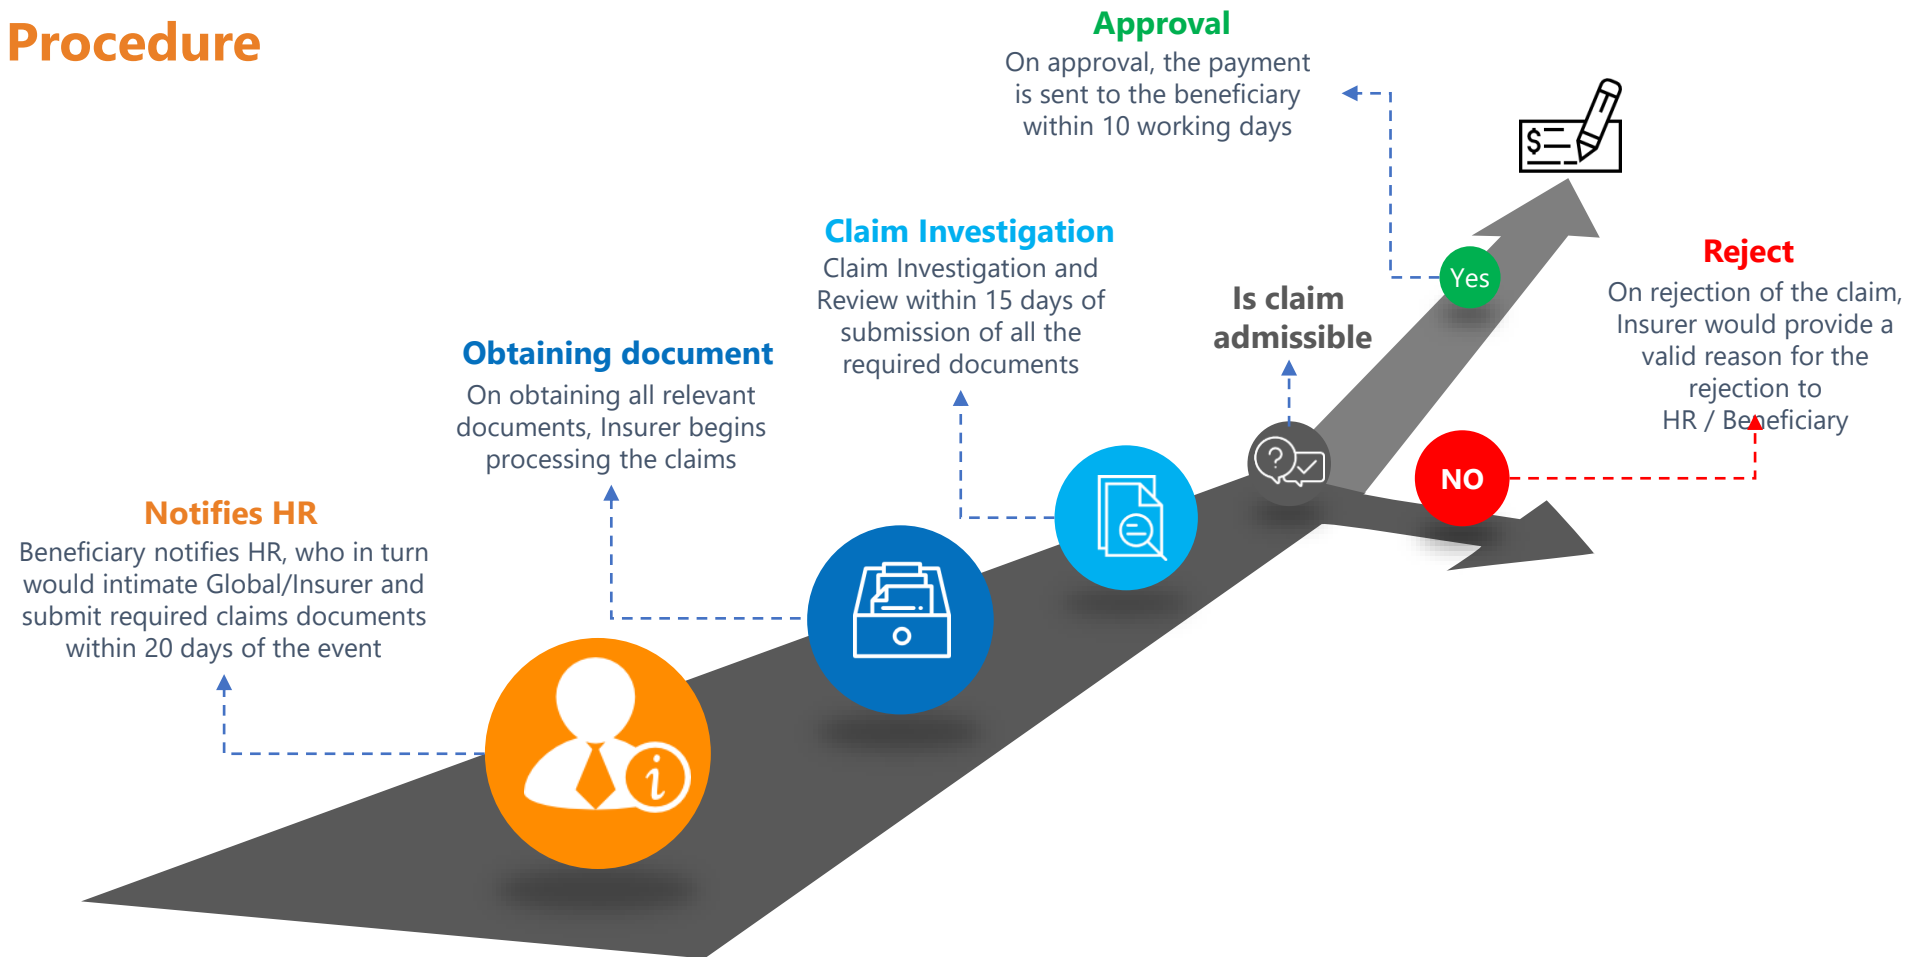 Procedure
Notifies HR
Beneficiary notifies HR, who in turn
would intimate Global/Insurer and
submit required claims documents
within 20 days of the event
i
Obtaining document
On obtaining all relevant
documents, Insurer begins
processing the claims
Claim Investigation
Claim Investigation and
Review within 15 days of
submission of all the
required documents
Is claim
admissible
?
Approval
On approval, the payment
is sent to the beneficiary
within 10 working days
Yes
$
Reject
On rejection of the claim,
Insurer would provide a
valid reason for the
rejection to
HR / Beneficiary
NO